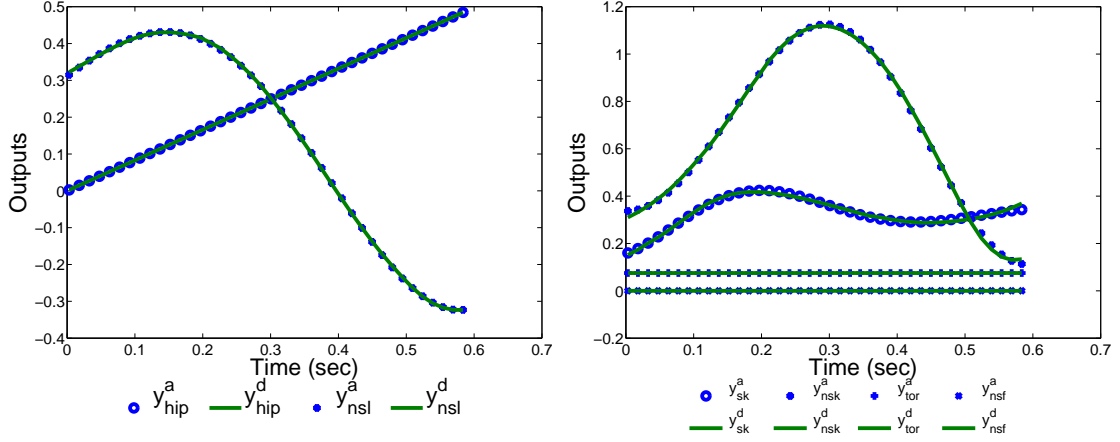 0.5
0.4
0.3
0.2
0.1
0
−0.1
−0.2
−0.3
−0.4
Outputs
0 0.1 0.2 0.3 0.4 0.5 0.6 0.7
Time (sec)
y^a_hip y^d_hip y^a_nsl y^d_nsl
1.2
1
0.8
0.6
0.4
0.2
0
−0.2
Outputs
0 0.1 0.2 0.3 0.4 0.5 0.6 0.7
Time (sec)
y^a_sk y^a_nsk y^a_tor y^a_nsf
y^d_sk y^d_nsk y^d_tor y^d_nsf